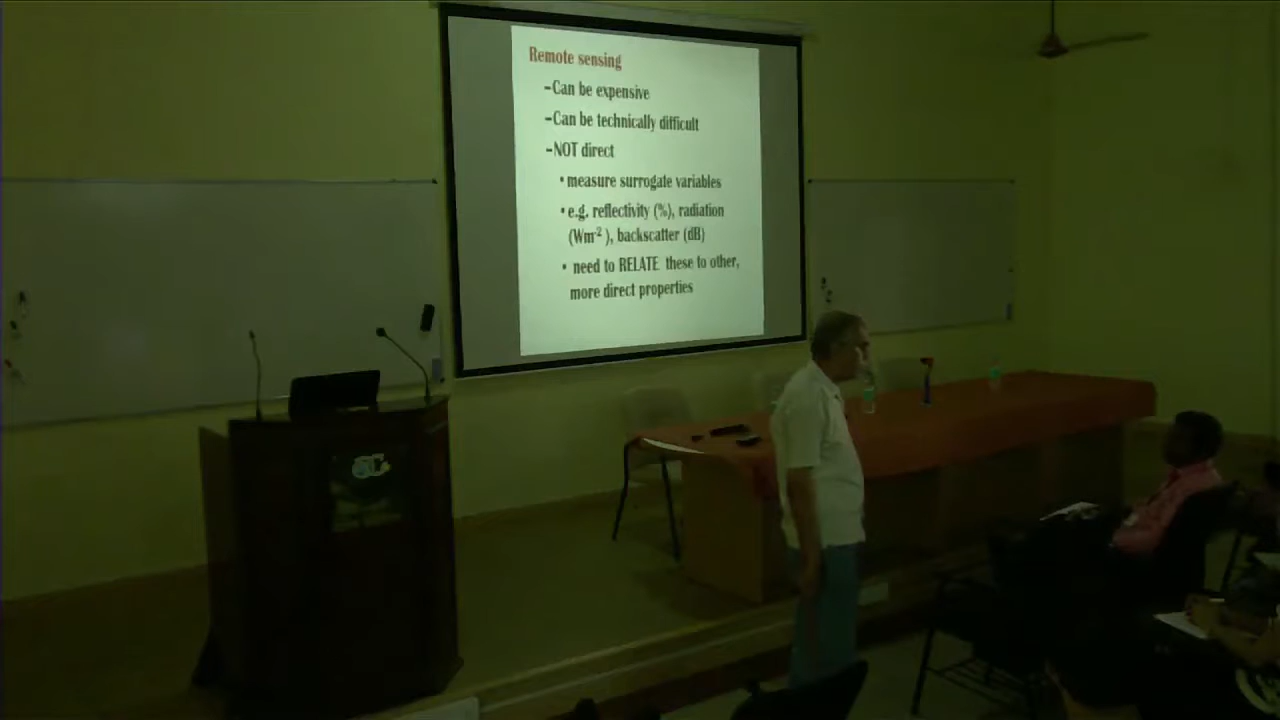 Remote sensing
–Can be expensive
–Can be technically difficult
–NOT direct
• measure surrogate variables
• e.g. reflectivity (%), radiation
(Wm⁻² ), backscatter (dB)
• need to RELATE these to other,
more direct properties